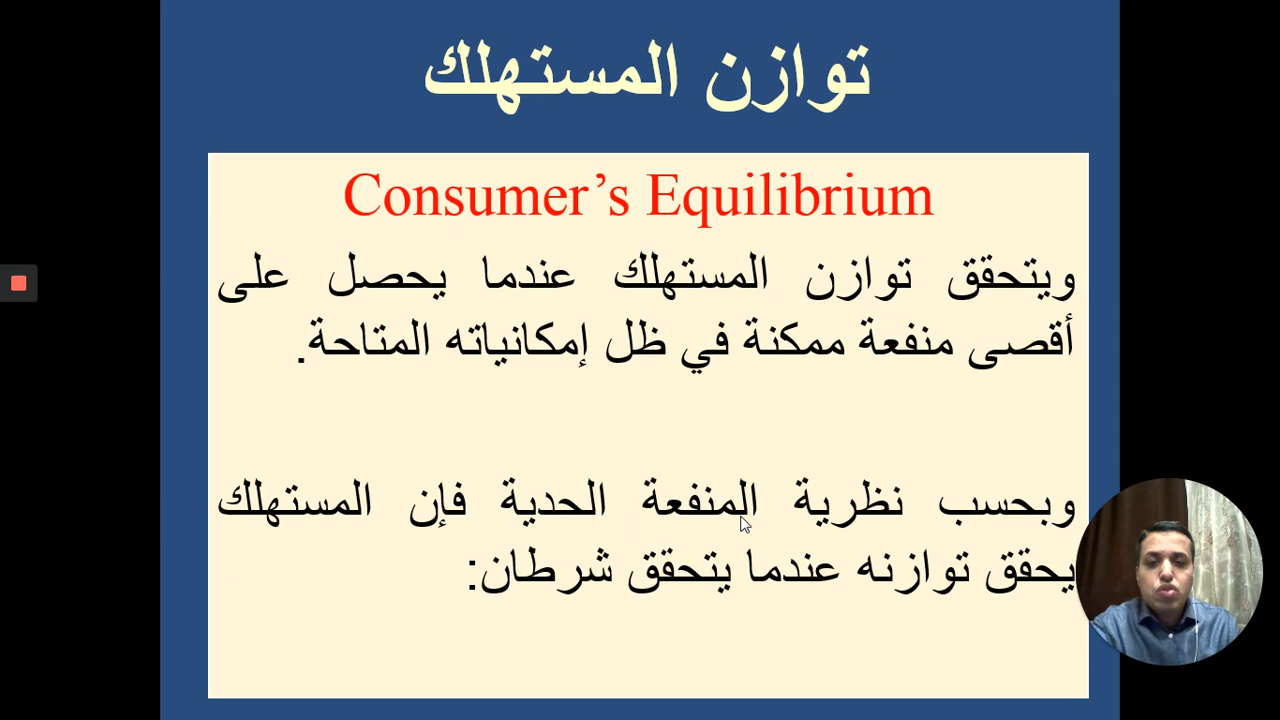 توازن المستهلك
Consumer’s Equilibrium
ويتحقق توازن المستهلك عندما يحصل على
أقصى منفعة ممكنة في ظل إمكانياته المتاحة.
وبحسب نظرية المنفعة الحدية فإن المستهلك
يحقق توازنه عندما يتحقق شرطان: